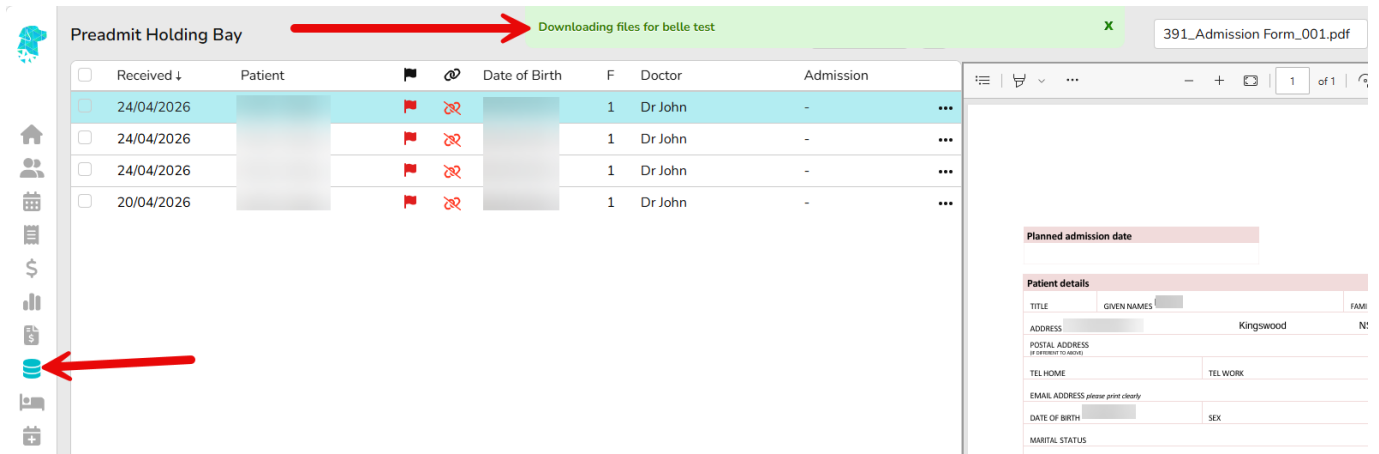 Downloading files for belle test
x
Preadmit Holding Bay
391_Admission Form_001.pdf
Received↓ Patient Date of Birth F Doctor Admission
1 of 1
24/04/2026 1 Dr John -
24/04/2026 1 Dr John -
24/04/2026 1 Dr John -
20/04/2026 1 Dr John -
Planned admission date
Patient details
TITLE GIVEN NAMES FAMI
ADDRESS Kingswood
POSTAL ADDRESS
(IF DIFFERENT TO ABOVE)
TEL HOME TEL WORK
EMAIL ADDRESS please print clearly
DATE OF BIRTH SEX
MARITAL STATUS